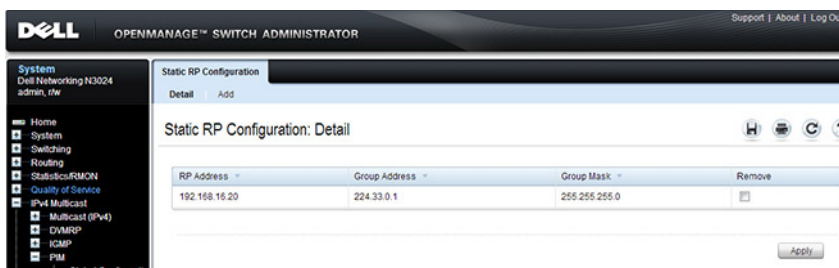 Support | About | Log Ou
DELL OPENMANAGE™ SWITCH ADMINISTRATOR
System
Dell Networking N3024
admin, r/w
Home
System
Switching
Routing
Statistics/RMON
Quality of Service
IPv4 Multicast
Multicast (IPv4)
DVMRP
IGMP
PIM
Static RP Configuration
Detail Add
Static RP Configuration: Detail
RP Address Group Address Group Mask Remove
192.168.16.20 224.33.0.1 255.255.255.0
Apply